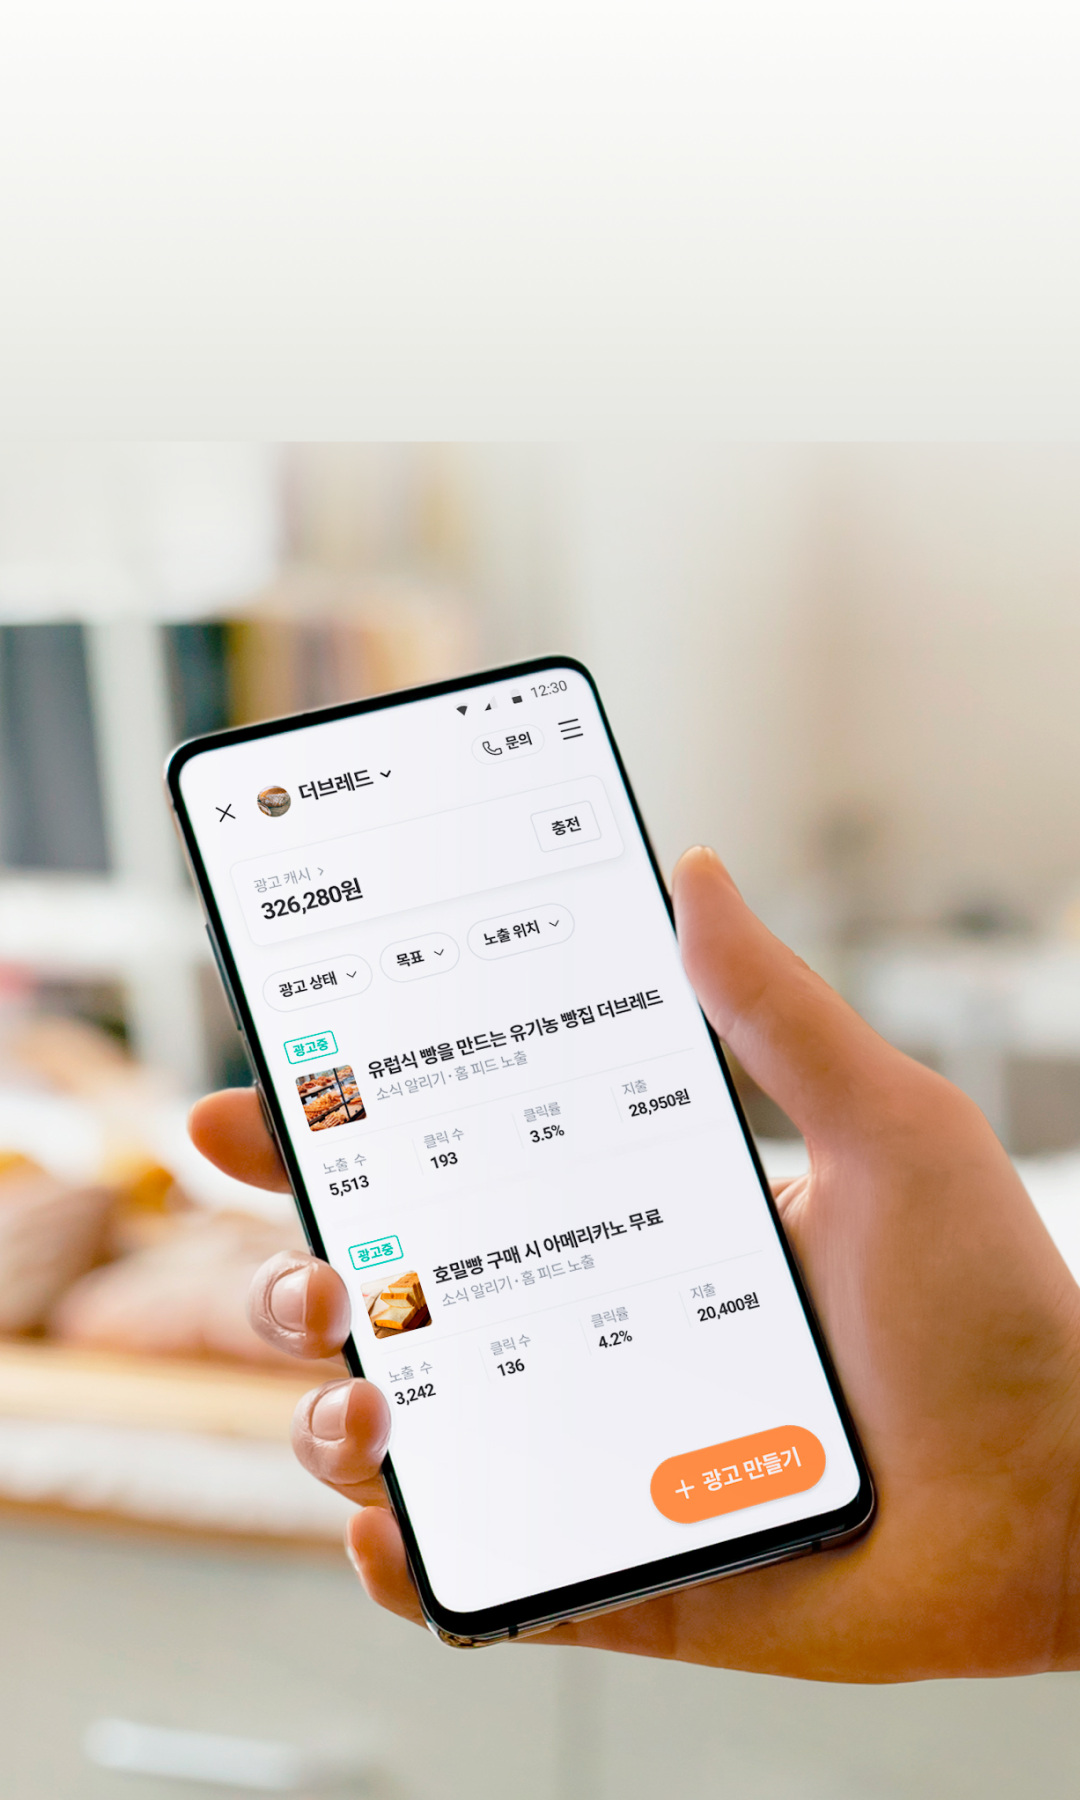 12:30
문의
더브레드
광고 캐시
326,280원
충전
광고 상태
목표
노출 위치
광고중
유럽식 빵을 만드는 유기농 빵집 더브레드
소식 알리기 · 홈 피드 노출
노출 수 클릭 수 클릭률 지출
5,513 193 3.5% 28,950원
광고중
호밀빵 구매 시 아메리카노 무료
소식 알리기 · 홈 피드 노출
노출 수 클릭 수 클릭률 지출
3,242 136 4.2% 20,400원
+ 광고 만들기